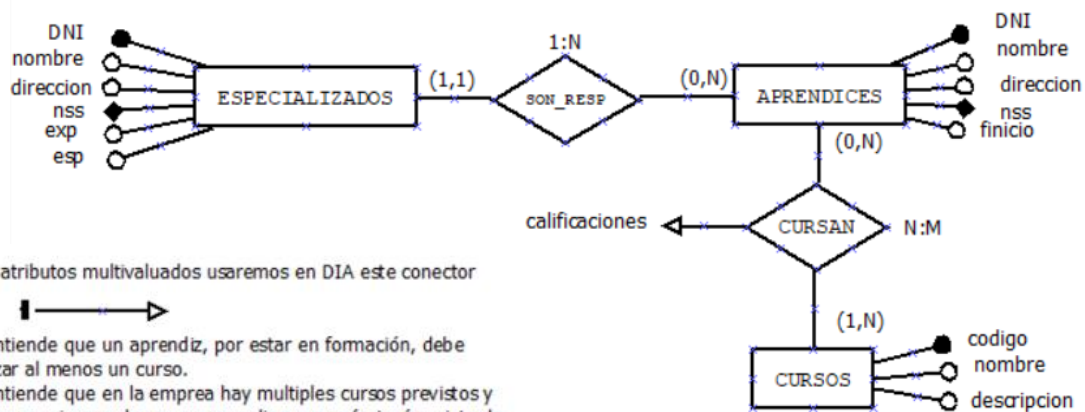 DNI
nombre
direccion
nss
exp
esp
ESPECIALIZADOS
(1,1)
1:N
SON_RESP
(0,N)
APRENDICES
DNI
nombre
direccion
nss
finicio
(0,N)
calificaciones
CURSAN
N:M
atributos multivaluados usaremos en DIA este conector
(1,N)
ntiende que un aprendiz, por estar en formación, debe
zar al menos un curso.
ntiende que en la emprea hay multiples cursos previstos y
CURSOS
codigo
nombre
descripcion